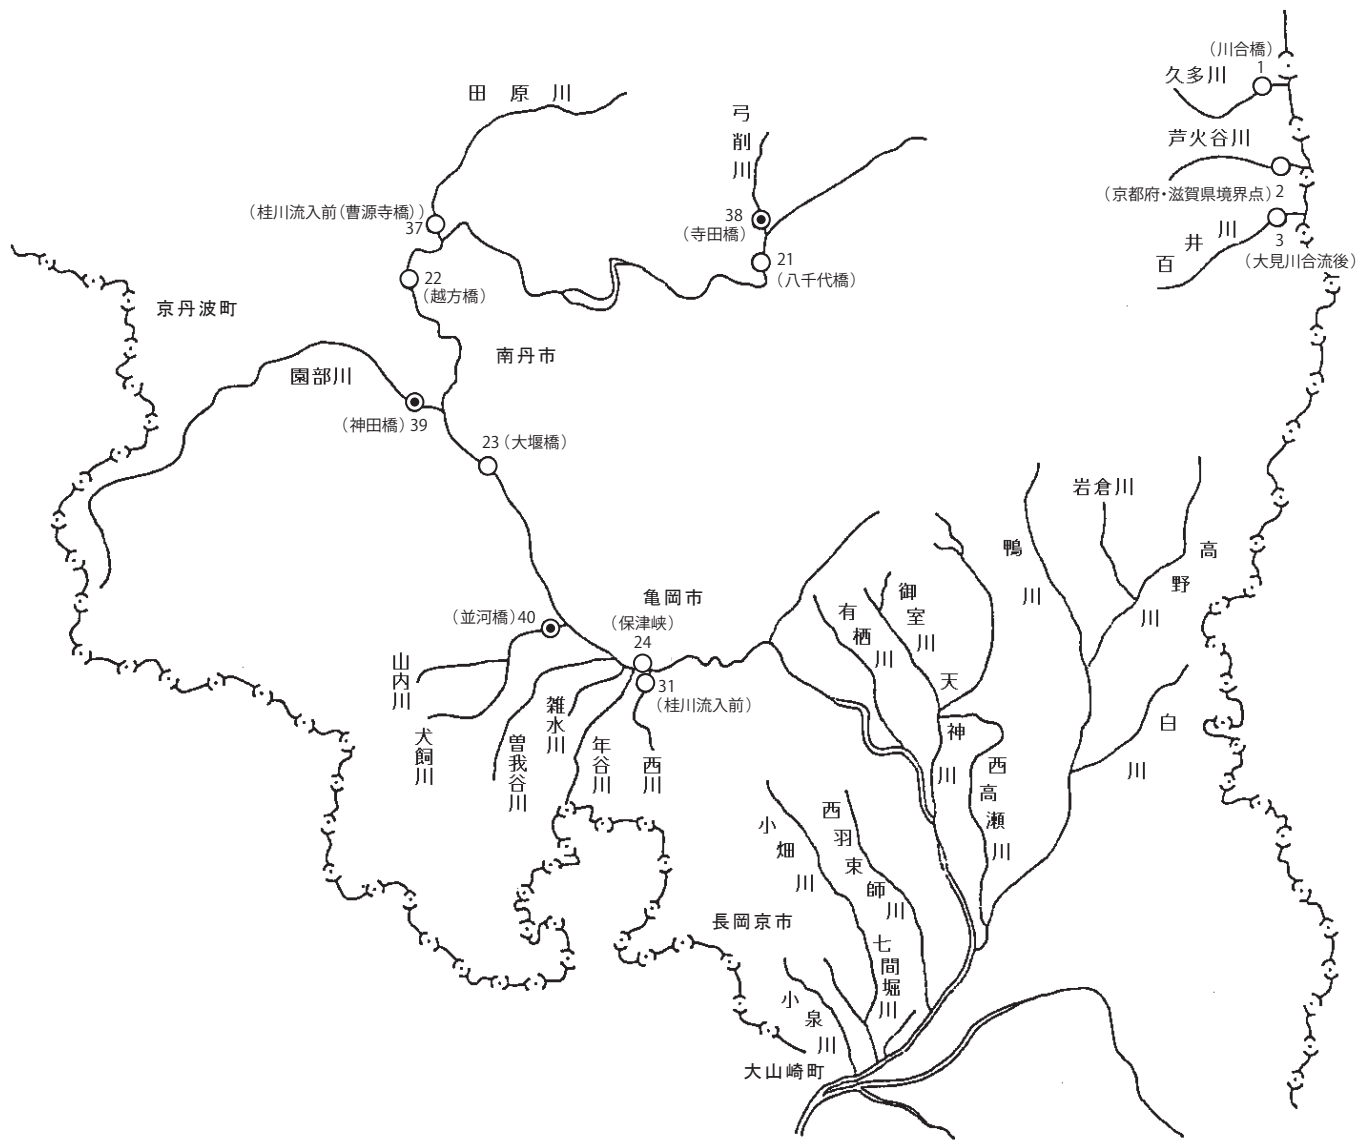 （川合橋）
1
久多川
芦火谷川
（京都府・滋賀県境界点）2
百井川
3
（大見川合流後）
田原川
弓削川
（桂川流入前（曹源寺橋））
37
38
（寺田橋）
21
（八千代橋）
22
（越方橋）
京丹波町
南丹市
園部川
（神田橋）39
23（大堰橋）
岩倉川
鴨川
高野川
亀岡市
（並河橋）40
（保津峡）
24
31
（桂川流入前）
山内川
犬飼川
曽我谷川
雑水川
年谷川
西川
有栖川
御室川
天神川
西高瀬川
白川
小畑川
西羽束師川
長岡京市
七間堀川
小泉川
大山崎町